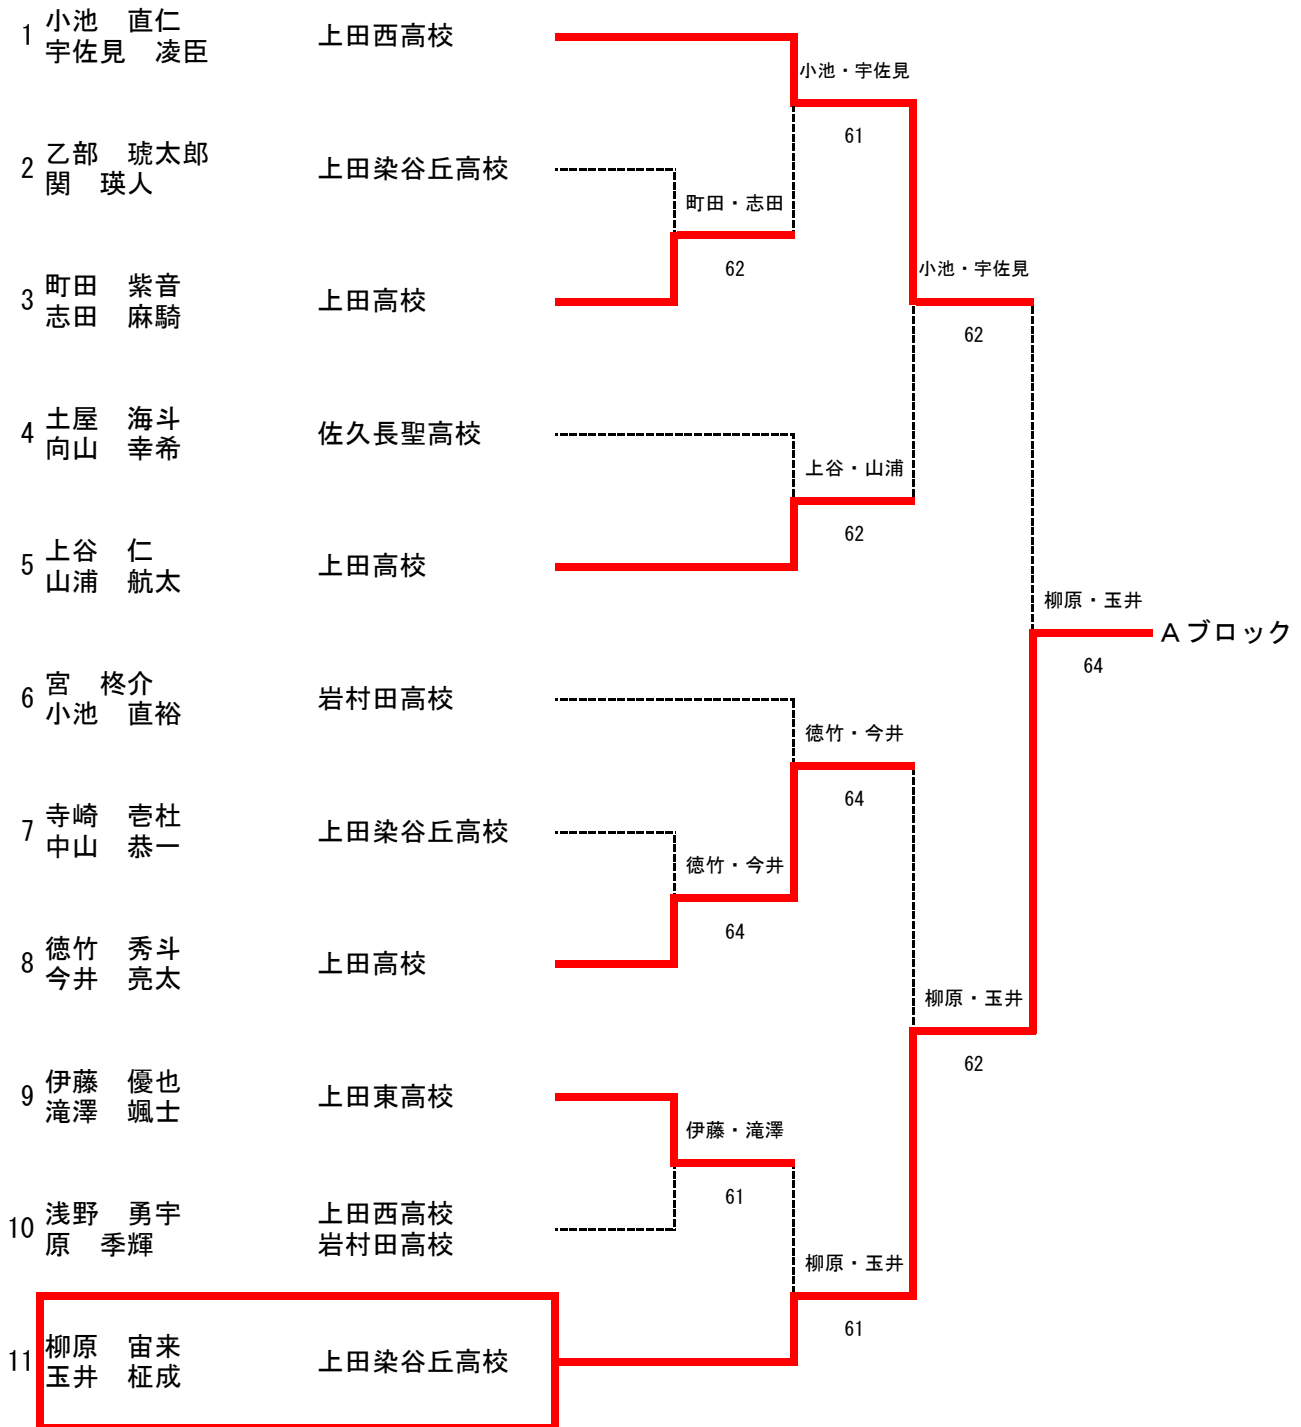 1
小池　直仁
宇佐見　凌臣
上田西高校
小池・宇佐見
61
2
乙部　琥太郎
関　瑛人
上田染谷丘高校
町田・志田
62
3
町田　紫音
志田　麻騎
上田高校
小池・宇佐見
62
4
土屋　海斗
向山　幸希
佐久長聖高校
上谷・山浦
62
5
上谷　仁
山浦　航太
上田高校
柳原・玉井
Aブロック
64
6
宮　柊介
小池　直裕
岩村田高校
徳竹・今井
64
7
寺崎　壱杜
中山　恭一
上田染谷丘高校
徳竹・今井
64
8
徳竹　秀斗
今井　亮太
上田高校
柳原・玉井
62
9
伊藤　優也
滝澤　颯士
上田東高校
伊藤・滝澤
61
10
浅野　勇宇
原　季輝
上田西高校
岩村田高校
柳原・玉井
61
11
柳原　宙来
玉井　柾成
上田染谷丘高校